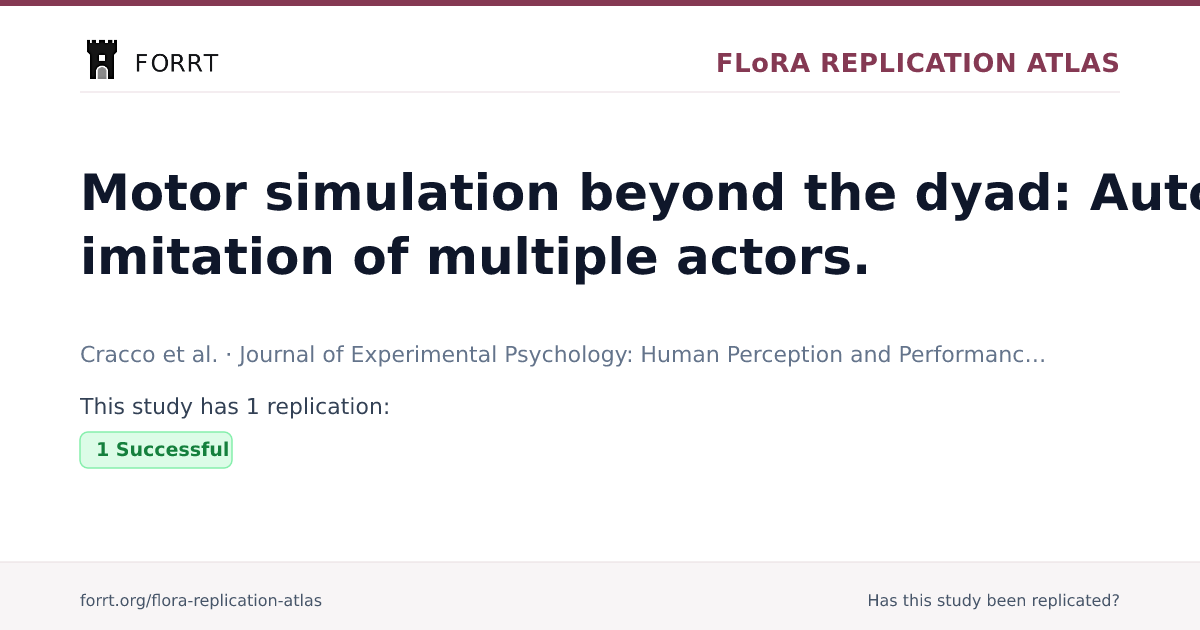 FORRT
FLoRA REPLICATION ATLAS
Motor simulation beyond the dyad:
imitation of multiple actors.
Cracco et al. · Journal of Experimental Psychology: Human Perception and Performanc…
This study has 1 replication:
1 Successful
forrt.org/flora-replication-atlas
Has this study been replicated?